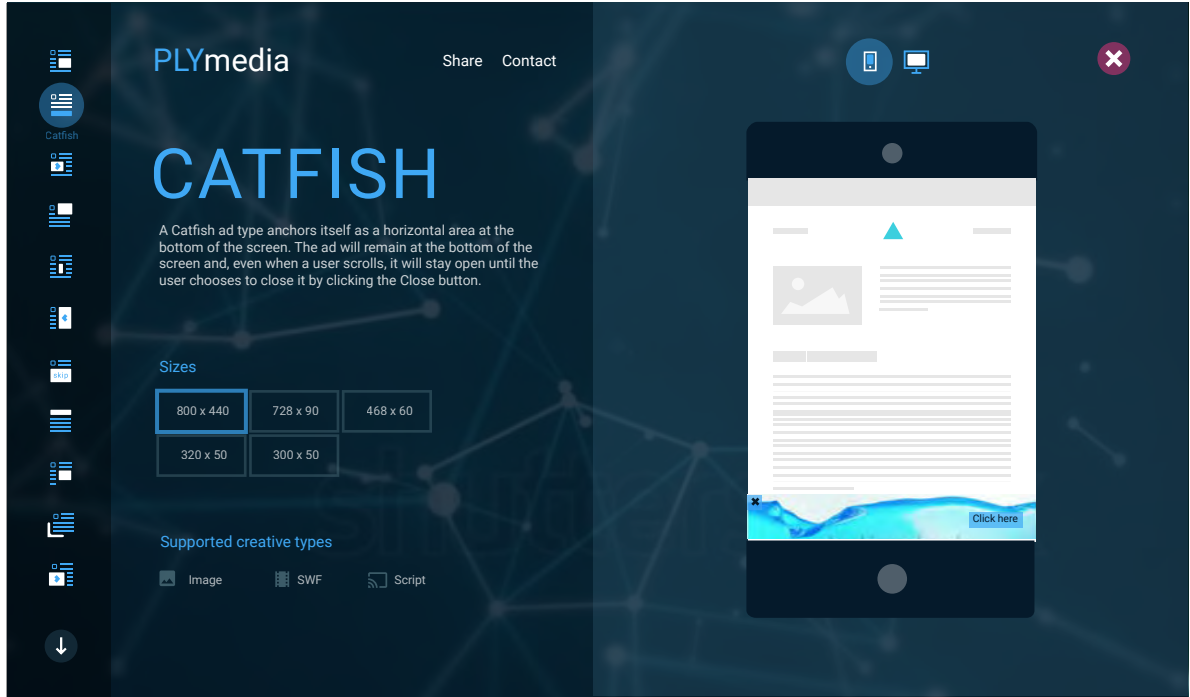 PLYmedia
Share
Contact
Catfish
CATFISH
A Catfish ad type anchors itself as a horizontal area at the
bottom of the screen. The ad will remain at the bottom of the
screen and, even when a user scrolls, it will stay open until the
user chooses to close it by clicking the Close button.
skip
Sizes
800 x 440
728 x 90
468 x 60
320 x 50
300 x 50
Supported creative types
Image
SWF
Script
Click here